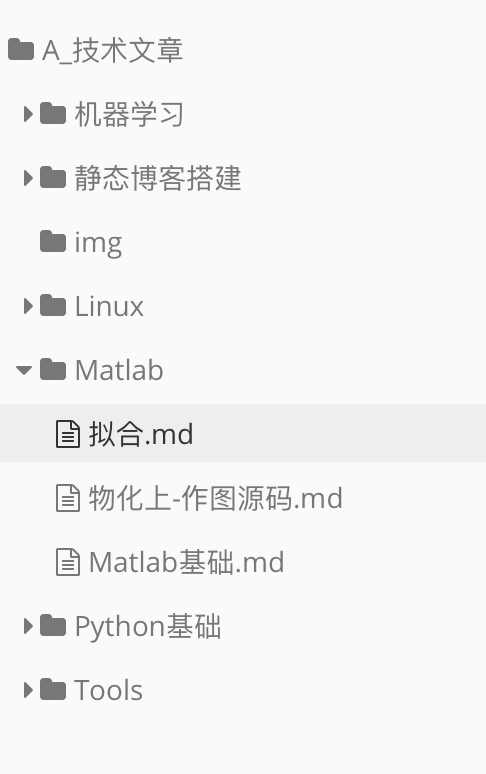 A_技术文章
机器学习
静态博客搭建
img
Linux
Matlab
拟合.md
物化上-作图源码.md
Matlab基础.md
Python基础
Tools